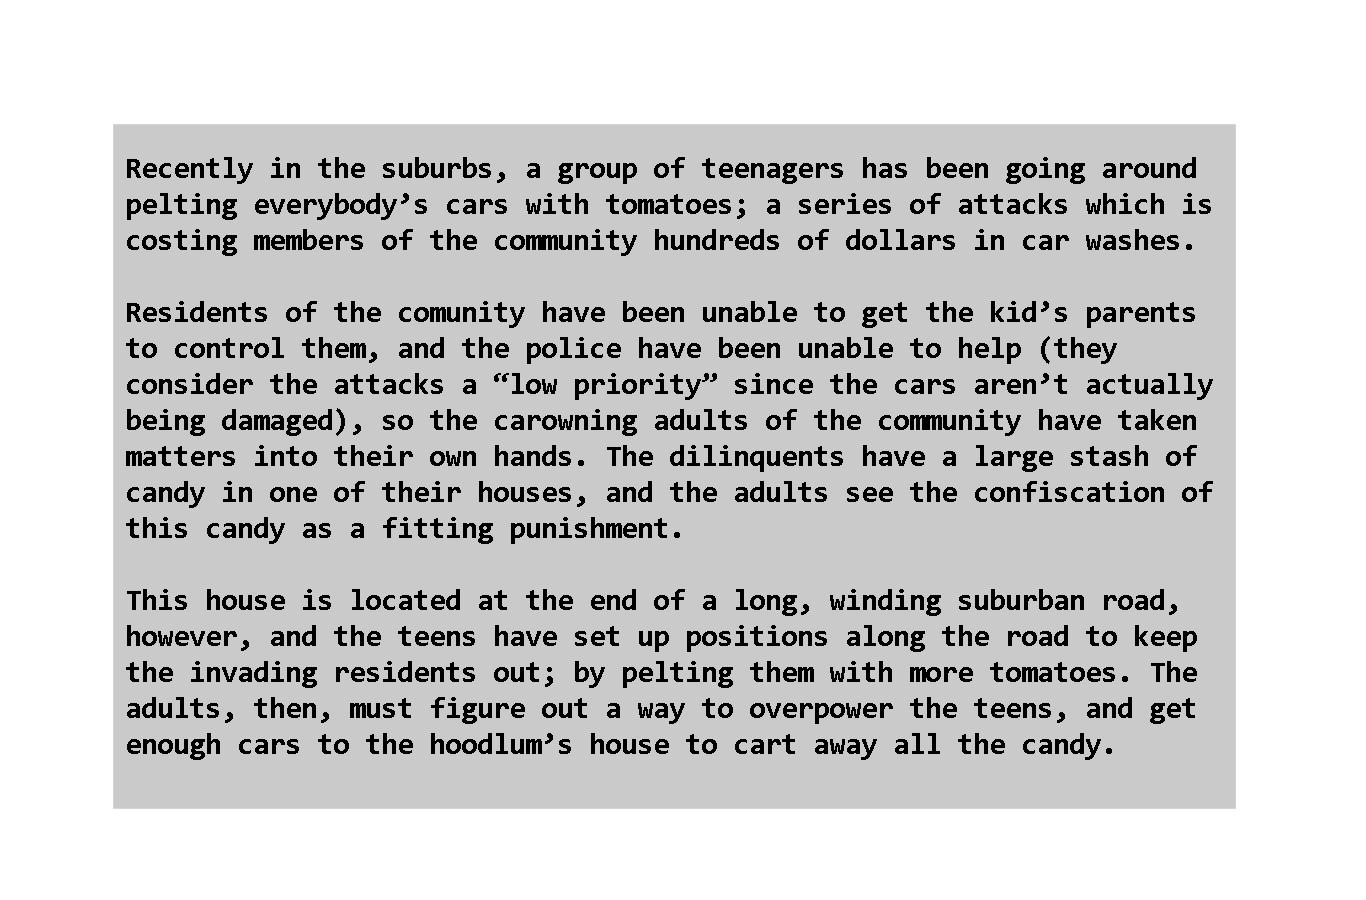 Recently in the suburbs, a group of teenagers has been going around
pelting everybody’s cars with tomatoes; a series of attacks which is
costing members of the community hundreds of dollars in car washes.
Residents of the comunity have been unable to get the kid’s parents
to control them, and the police have been unable to help (they
consider the attacks a “low priority” since the cars aren’t actually
being damaged), so the carowning adults of the community have taken
matters into their own hands. The dilinquents have a large stash of
candy in one of their houses, and the adults see the confiscation of
this candy as a fitting punishment.
This house is located at the end of a long, winding suburban road,
however, and the teens have set up positions along the road to keep
the invading residents out; by pelting them with more tomatoes. The
adults, then, must figure out a way to overpower the teens, and get
enough cars to the hoodlum’s house to cart away all the candy.